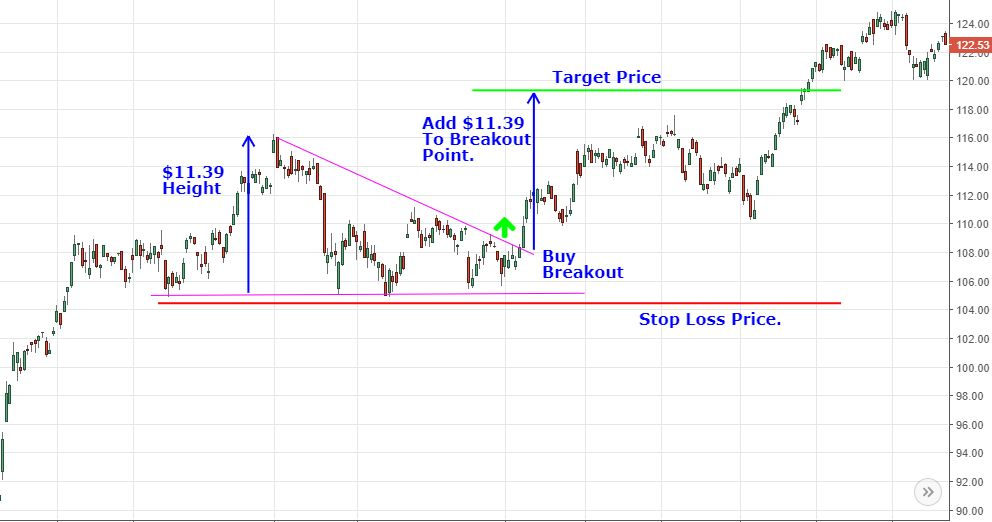 Target Price
Add $11.39
To Breakout
Point.
$11.39
Height
Buy
Breakout
Stop Loss Price.
124.00
122.53
122.00
120.00
118.00
116.00
114.00
112.00
110.00
108.00
106.00
104.00
102.00
100.00
98.00
96.00
94.00
92.00
90.00